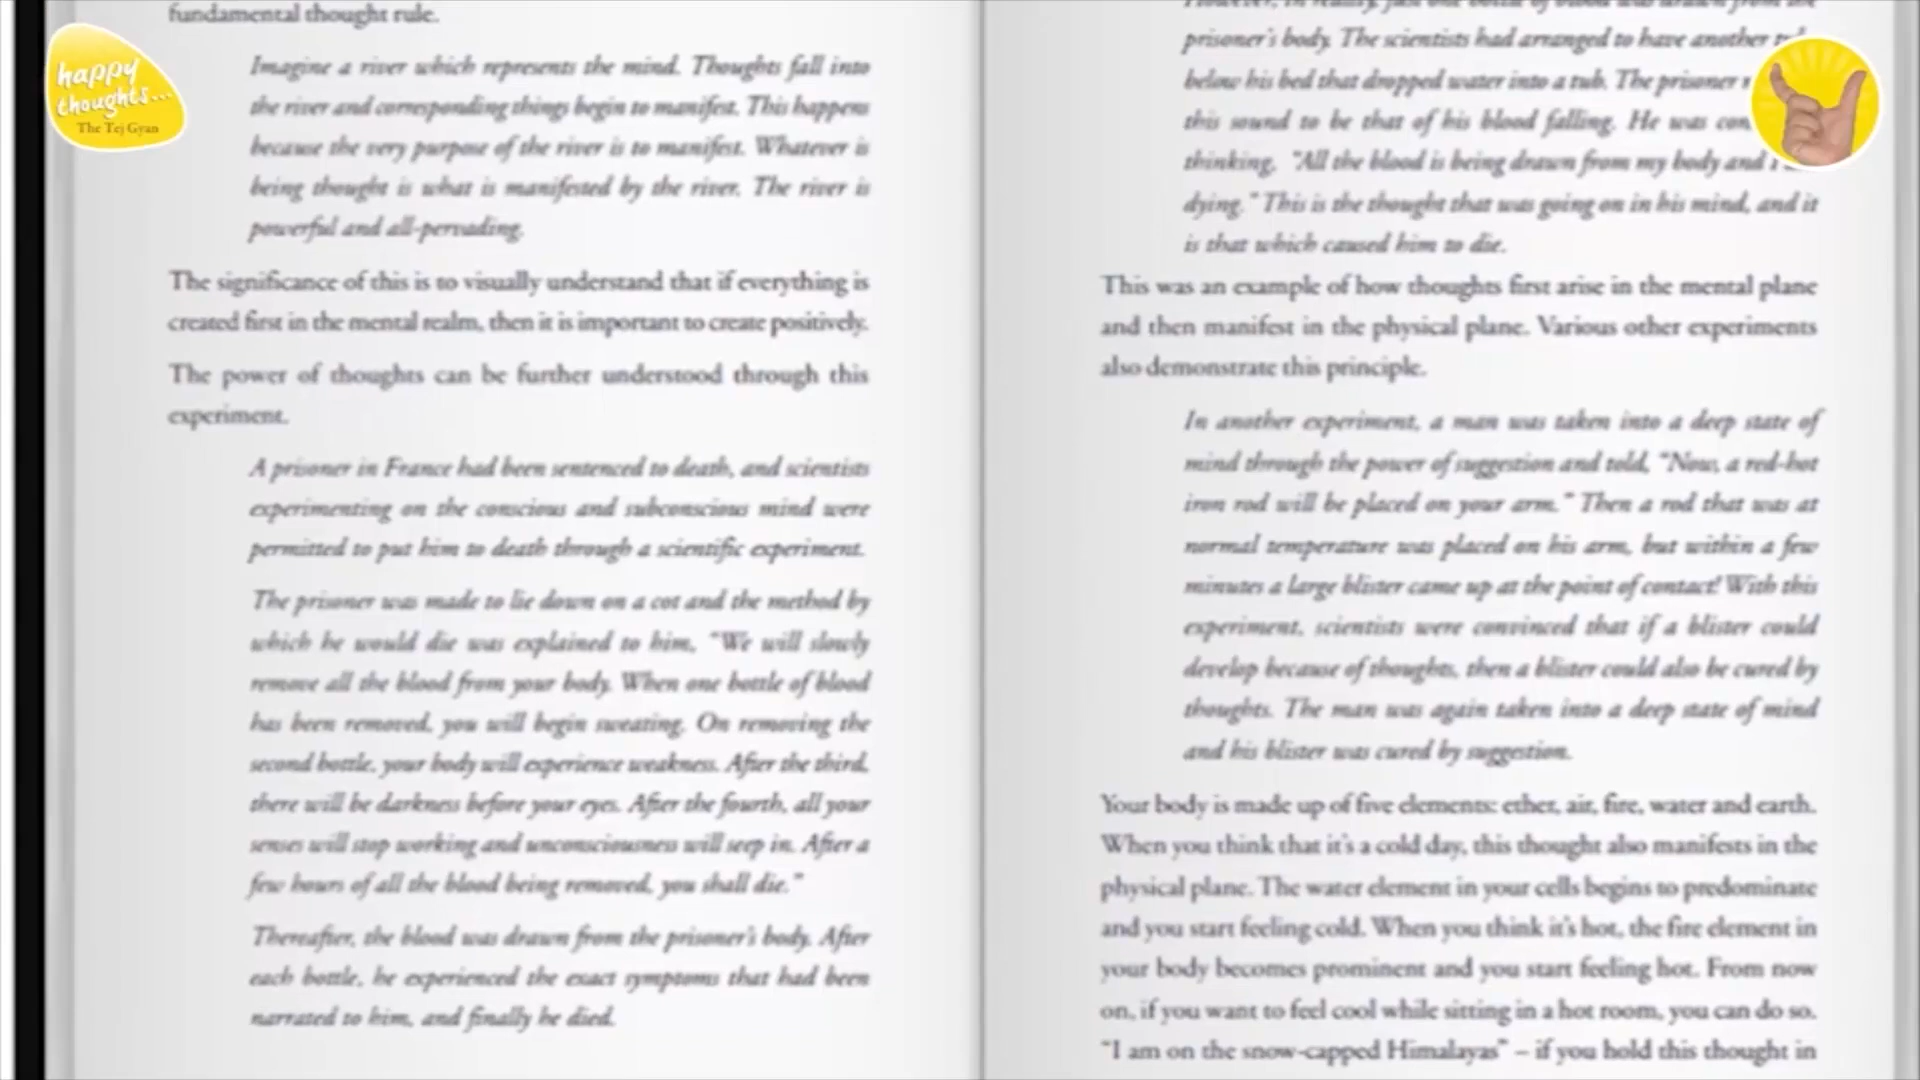 happy
thoughts...
The Tej Gyan
fundamental thought rule.
Imagine a river which represents the mind. Thoughts fall into
the river and corresponding things begin to manifest. This happens
because the very purpose of the river is to manifest. Whatever is
being thought is what is manifested by the river. The river is
powerful and all-pervading.
The significance of this is to visually understand that if everything is
created first in the mental realm, then it is important to create positively.
The power of thoughts can be further understood through this
experiment.
A prisoner in France had been sentenced to death, and scientists
experimenting on the conscious and subconscious mind were
permitted to put him to death through a scientific experiment.
The prisoner was made to lie down on a cot and the method by
which he would die was explained to him, "We will slowly
remove all the blood from your body. When one bottle of blood
has been removed, you will begin sweating. On removing the
second bottle, your body will experience weakness. After the third,
there will be darkness before your eyes. After the fourth, all your
senses will stop working and unconsciousness will seep in. After a
few hours of all the blood being removed, you shall die."
Thereafter, the blood was drawn from the prisoner's body. After
each bottle, he experienced the exact symptoms that had been
narrated to him, and finally he died.
However, in reality, just one bottle of blood was drawn from the
prisoner's body. The scientists had arranged to have another
below his bed that dropped water into a tub. The prisoner
this sound to be that of his blood falling. He was
thinking, "All the blood is being drawn from my body and
dying." This is the thought that was going on in his mind, and it
is that which caused him to die.
This was an example of how thoughts first arise in the mental plane
and then manifest in the physical plane. Various other experiments
also demonstrate this principle.
In another experiment, a man was taken into a deep state of
mind through the power of suggestion and told, "Now, a red-hot
iron rod will be placed on your arm." Then a rod that was at
normal temperature was placed on his arm, but within a few
minutes a large blister came up at the point of contact! With this
experiment, scientists were convinced that if a blister could
develop because of thoughts, then a blister could also be cured by
thoughts. The man was again taken into a deep state of mind
and his blister was cured by suggestion.
Your body is made up of five elements: ether, air, fire, water and earth.
When you think that it's a cold day, this thought also manifests in the
physical plane. The water element in your cells begins to predominate
and you start feeling cold. When you think it's hot, the fire element in
your body becomes prominent and you start feeling hot. From now
on, if you want to feel cool while sitting in a hot room, you can do so.
"I am on the snow-capped Himalayas" – if you hold this thought in